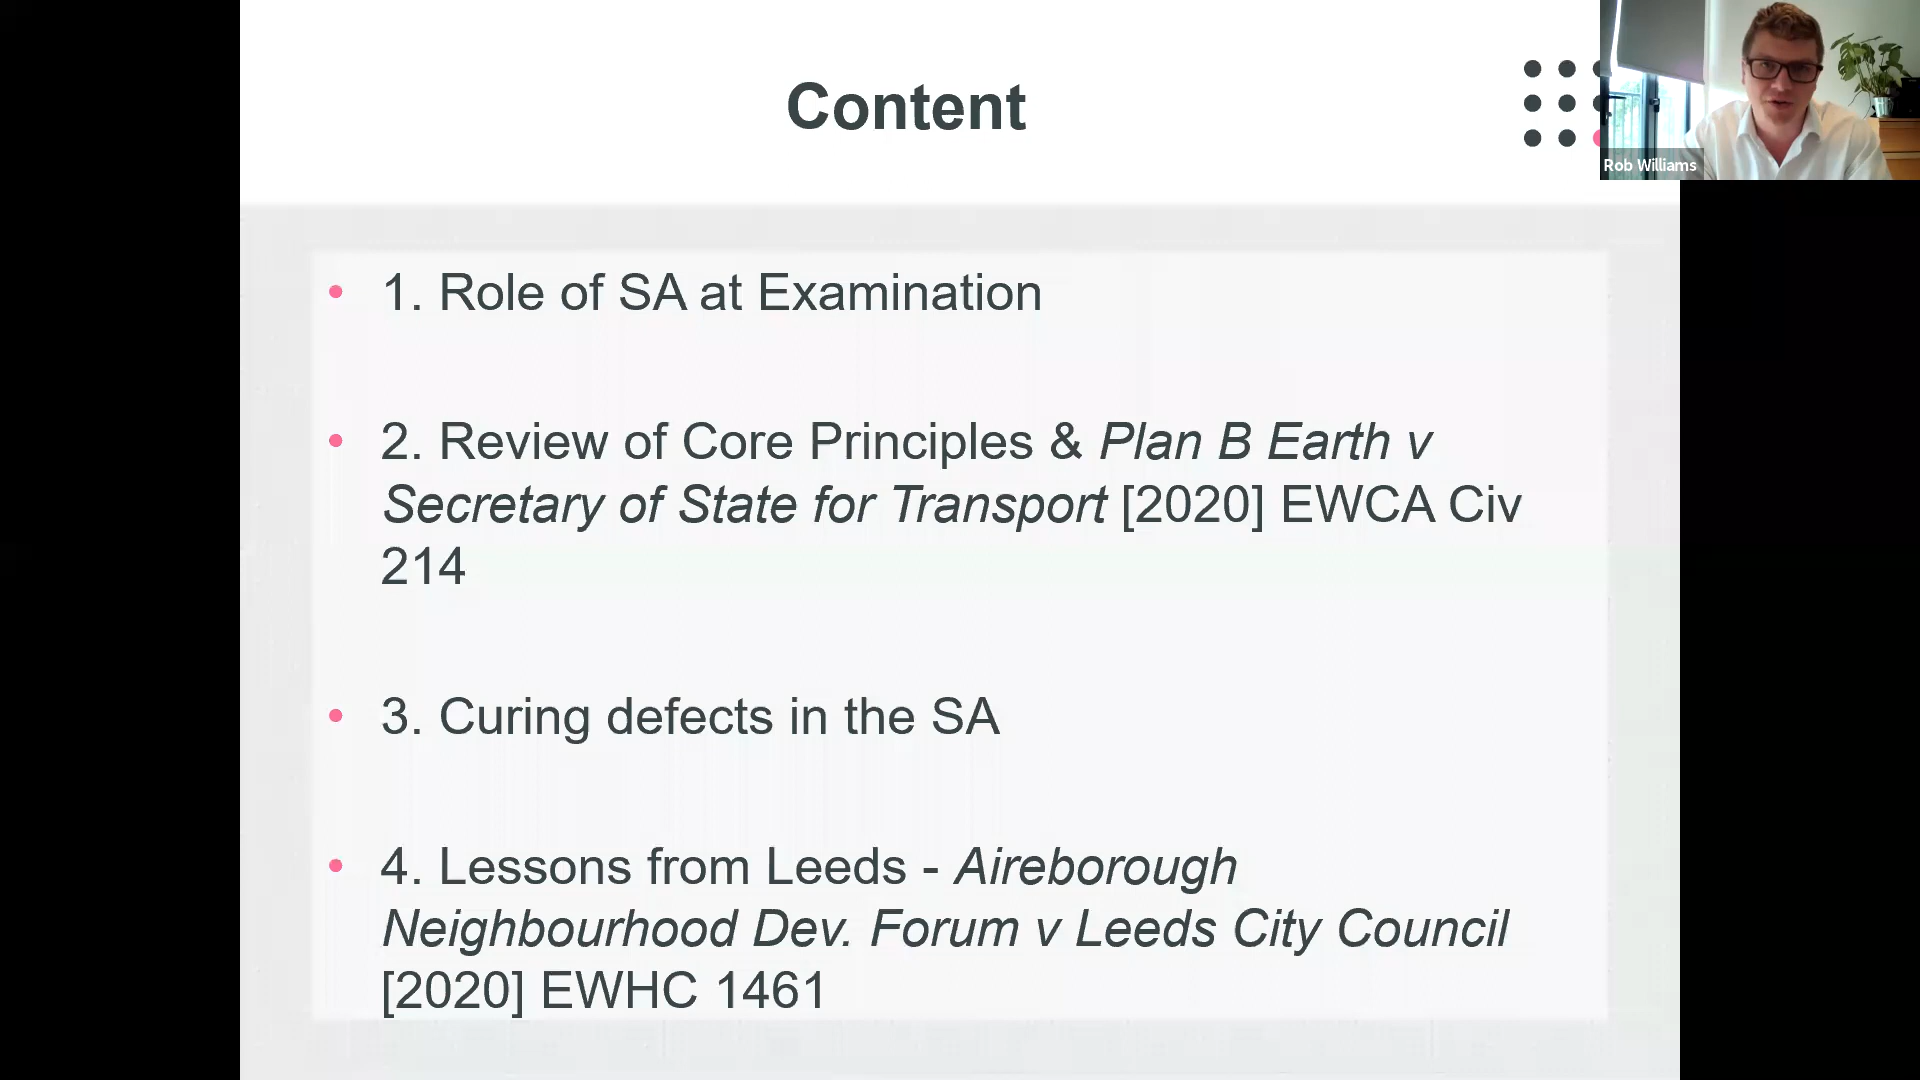 Content
Rob Williams
• 1. Role of SA at Examination
• 2. Review of Core Principles & Plan B Earth v
Secretary of State for Transport [2020] EWCA Civ
214
• 3. Curing defects in the SA
• 4. Lessons from Leeds - Aireborough
Neighbourhood Dev. Forum v Leeds City Council
[2020] EWHC 1461